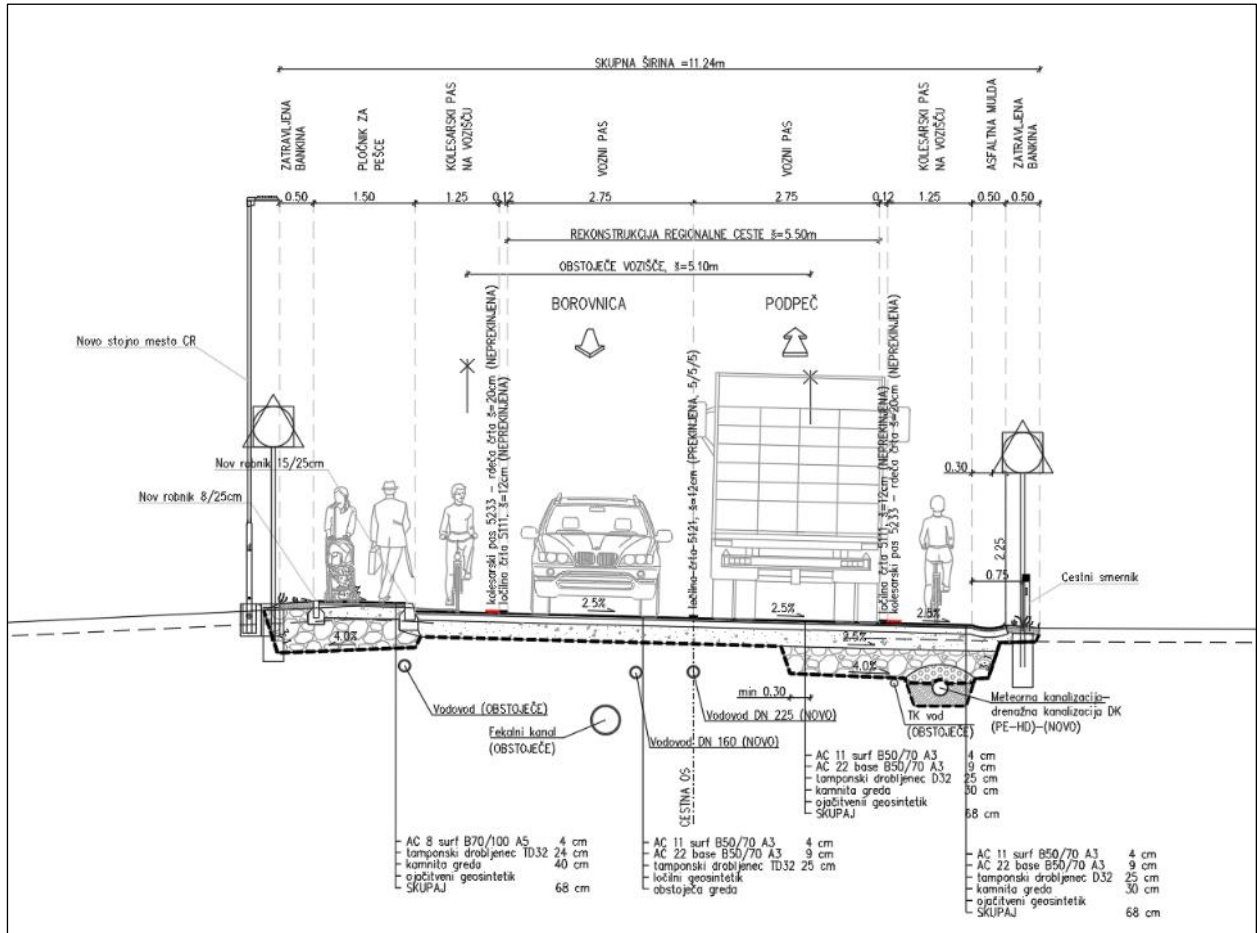 SKUPNA ŠIRINA =11.24m
ZATRAVLJENA
BANKINA
PLOČNIK ZA
PEŠCE
KOLESARSKI PAS
NA VOZIŠČU
VOZNI PAS
VOZNI PAS
KOLESARSKI PAS
NA VOZIŠČU
ASFALTNA MULDA
ZATRAVLJENA
BANKINA
0.50 1.50 1.25 0.12 2.75 2.75 0.12 1.25 0.50 0.50
REKONSTRUKCIJA REGIONALNE CESTE š=5.50m
OBSTOJEČE VOZIŠČE, š=5.10m
BOROVNICA
PODPEČ
Novo stojno mesto CR
kolesarski pas 5233 - rdeča črta š=20cm (NEPREKINJENA)
ločilna črta 5111, š=12cm (NEPREKINJENA)
ločilna črta 5121, š=12cm (PREKINJENA, 5/5/5)
ločilna črta 5111, š=12cm (NEPREKINJENA)
kolesarski pas 5233 - rdeča črta š=20cm (NEPREKINJENA)
Nov robnik 15/25cm
Nov robnik 8/25cm
0.30
2.25
0.75
Cestni smernik
2.5%
2.5%
2.5%
4.0%
2.5%
4.0%
min 0.30
Vodovod (OBSTOJEČE)
Fekalni kanal
(OBSTOJEČE)
Vodovod DN 160 (NOVO)
Vodovod DN 225 (NOVO)
TK vod
(OBSTOJEČE)
Meteorna kanalizacija-
drenažna kanalizacija DK
(PE-HD)-(NOVO)
CESTNA OS
AC 11 surf B50/70 A3 4 cm
AC 22 base B50/70 A3 9 cm
tamponski drobljenec D32 25 cm
kamnita greda 30 cm
ojačitveni geosintetik
SKUPAJ 68 cm
AC 8 surf B70/100 A5 4 cm
tamponski drobljenec TD32 24 cm
kamnita greda 40 cm
ojačitveni geosintetik
SKUPAJ 68 cm
AC 11 surf B50/70 A3 4 cm
AC 22 base B50/70 A3 9 cm
tamponski drobljenec TD32 25 cm
ločilni geosintetik
obstoječa greda
AC 11 surf B50/70 A3 4 cm
AC 22 base B50/70 A3 9 cm
tamponski drobljenec D32 25 cm
kamnita greda 30 cm
ojačitveni geosintetik
SKUPAJ 68 cm